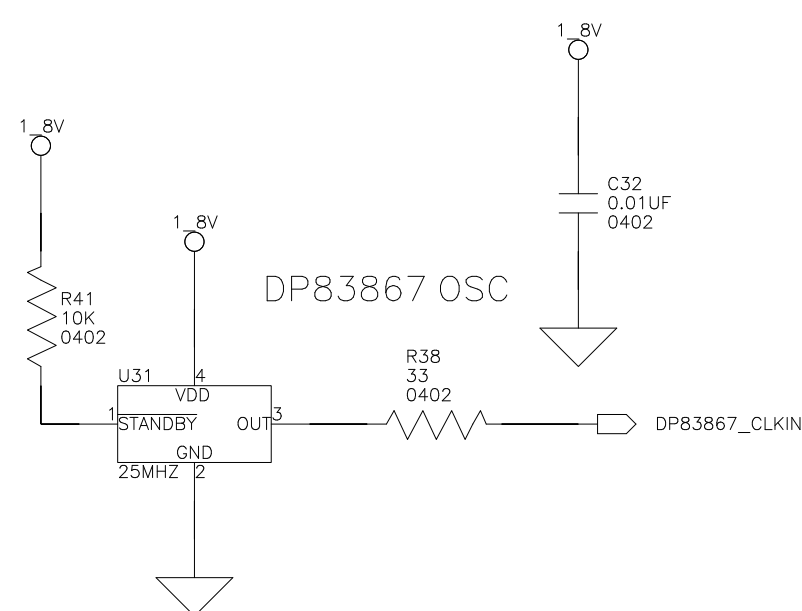 1_8V
C32
0.01UF
0402
1_8V
1_8V
DP83867 OSC
R41
10K
0402
U31
4
VDD
1
STANDBY
OUT
3
GND
25MHZ
2
R38
33
0402
DP83867_CLKIN